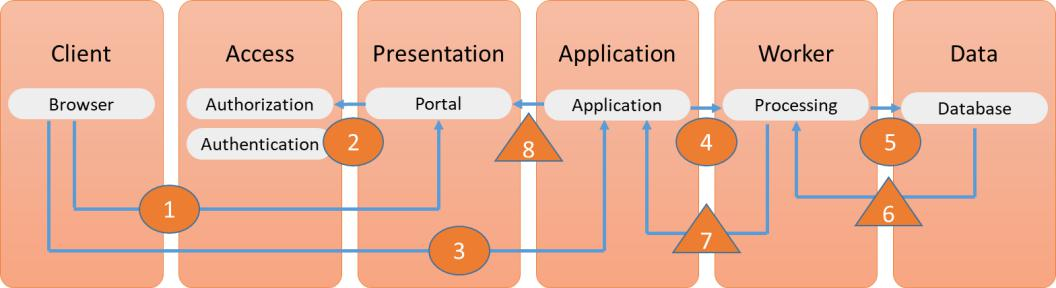 Client
Access
Presentation
Application
Worker
Data
Browser
Authorization
Portal
Application
Processing
Database
Authentication
2
8
4
5
1
6
7
3